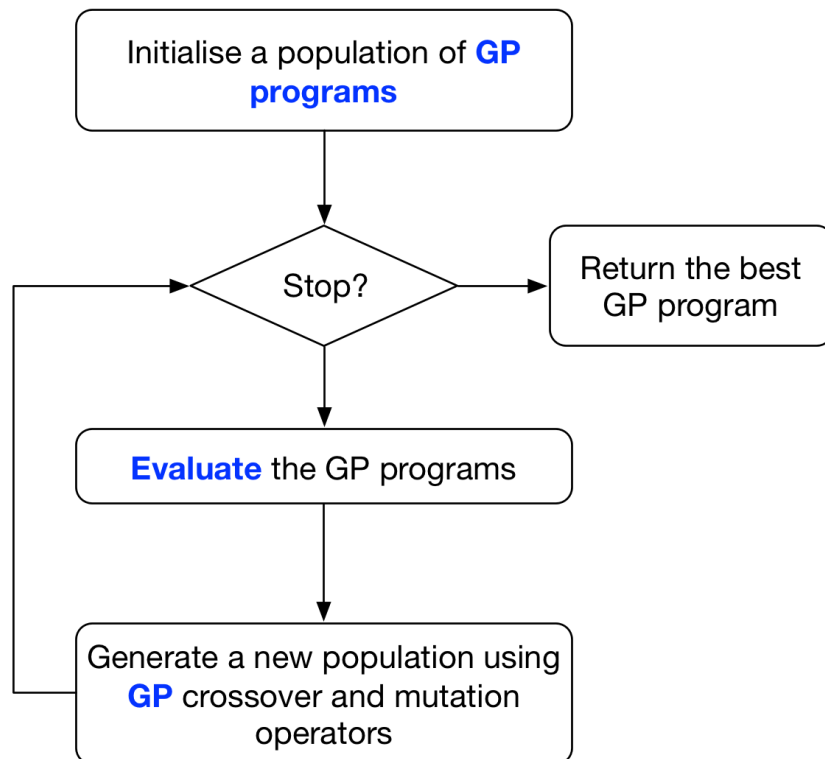 Initialise a population of GP
programs
Stop?
Return the best
GP program
Evaluate the GP programs
Generate a new population using
GP crossover and mutation
operators